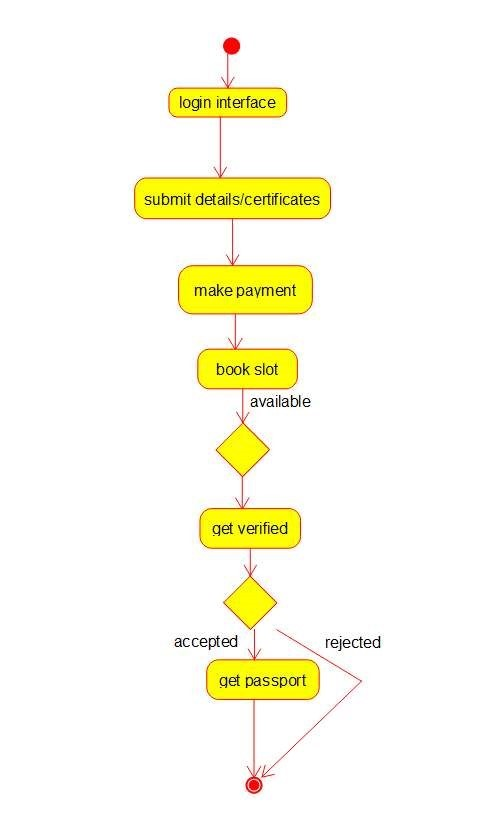 login interface
submit details/certificates
make payment
book slot
available
get verified
accepted
rejected
get passport